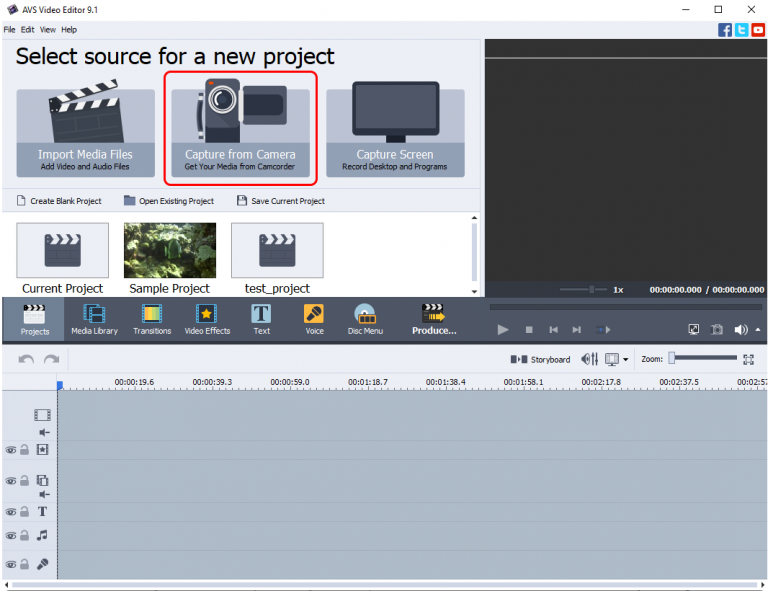 AVS Video Editor 9.1
File Edit View Help
Select source for a new project
Import Media Files
Add Video and Audio Files
Capture from Camera
Get Your Media from Camcorder
Capture Screen
Record Desktop and Programs
Create Blank Project
Open Existing Project
Save Current Project
Current Project
Sample Project
test_project
1x
00:00:00.000 / 00:00:00.000
Projects
Media Library
Transitions
Video Effects
Text
Voice
Disc Menu
Produce...
Storyboard
Zoom:
00:00:19.6 00:00:39.3 00:00:59.0 00:01:18.7 00:01:38.4 00:01:58.1 00:02:17.8 00:02:37.5 00:02:57